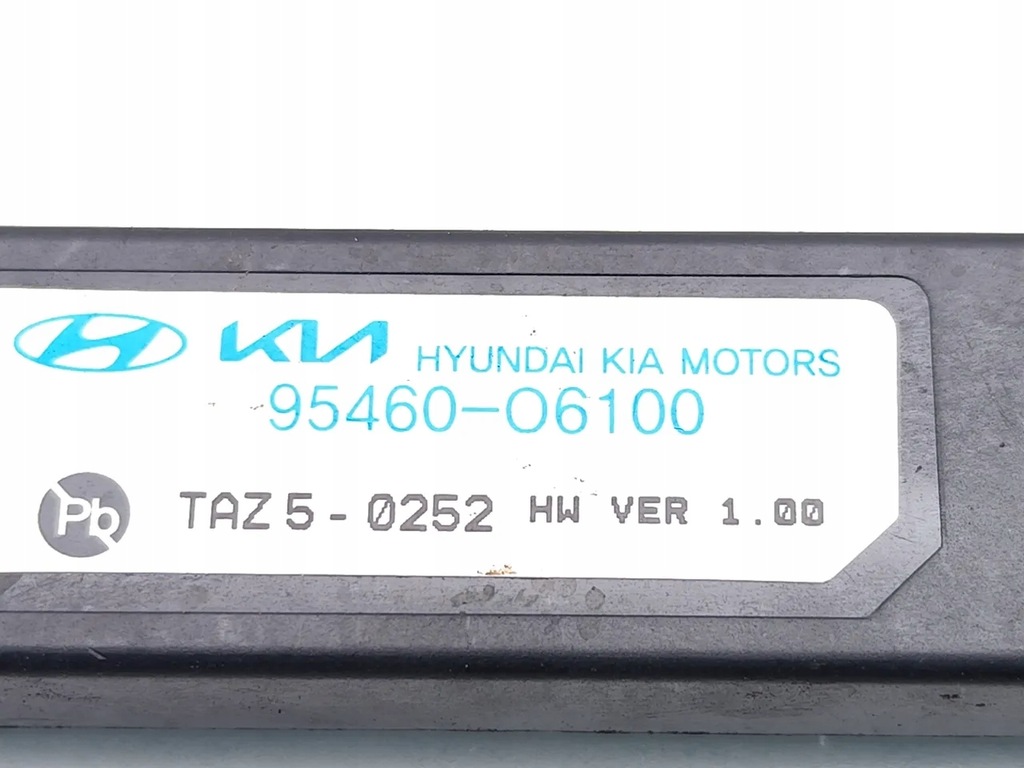 KIA HYUNDAI KIA MOTORS
95460-O6100
Pb TAZ5-0252 HW VER 1.00